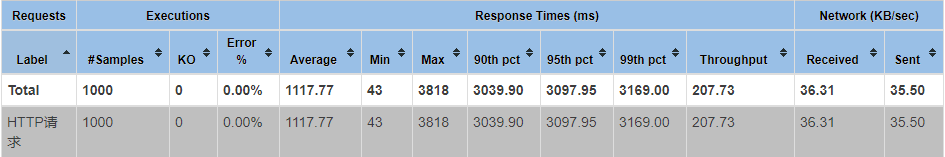 Requests Executions Response Times (ms) Network (KB/sec)
Label #Samples KO Error % Average Min Max 90th pct 95th pct 99th pct Throughput Received Sent
Total 1000 0 0.00% 1117.77 43 3818 3039.90 3097.95 3169.00 207.73 36.31 35.50
HTTP请求 1000 0 0.00% 1117.77 43 3818 3039.90 3097.95 3169.00 207.73 36.31 35.50